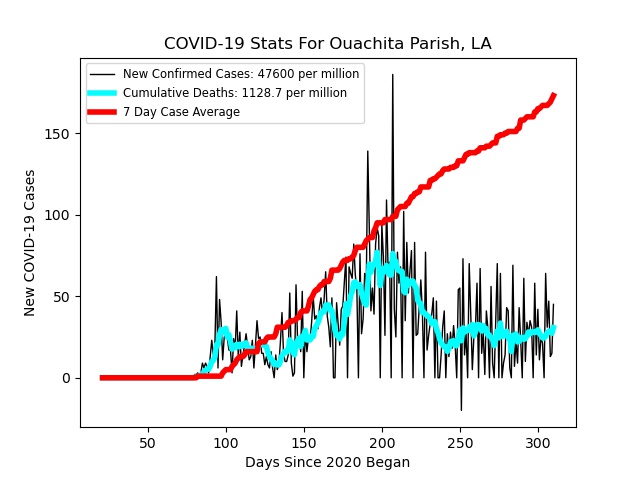 COVID-19 Stats For Ouachita Parish, LA
New Confirmed Cases: 47600 per million
Cumulative Deaths: 1128.7 per million
7 Day Case Average
New COVID-19 Cases
150
100
50
0
50 100 150 200 250 300
Days Since 2020 Began